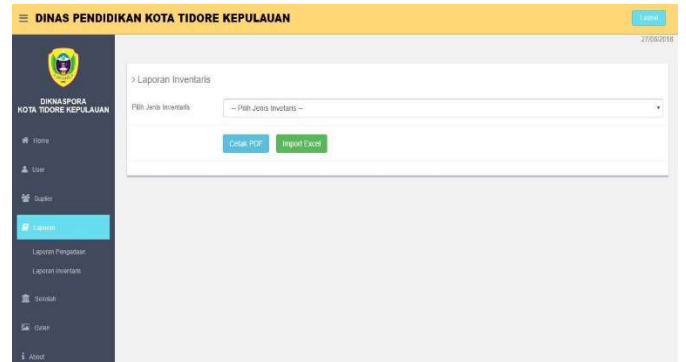 DINAS PENDIDIKAN KOTA TIDORE KEPULAUAN
Logout
27/06/2018
DIKNASPORA
KOTA TIDORE KEPULAUAN
Home
User
Suplier
Laporan
Laporan Pengadaan
Laporan Inventaris
Sekolah
Galeri
About
> Laporan Inventaris
Pilih Jenis Inventaris
-- Pilih Jenis Invetaris --
Cetak PDF
Import Excel